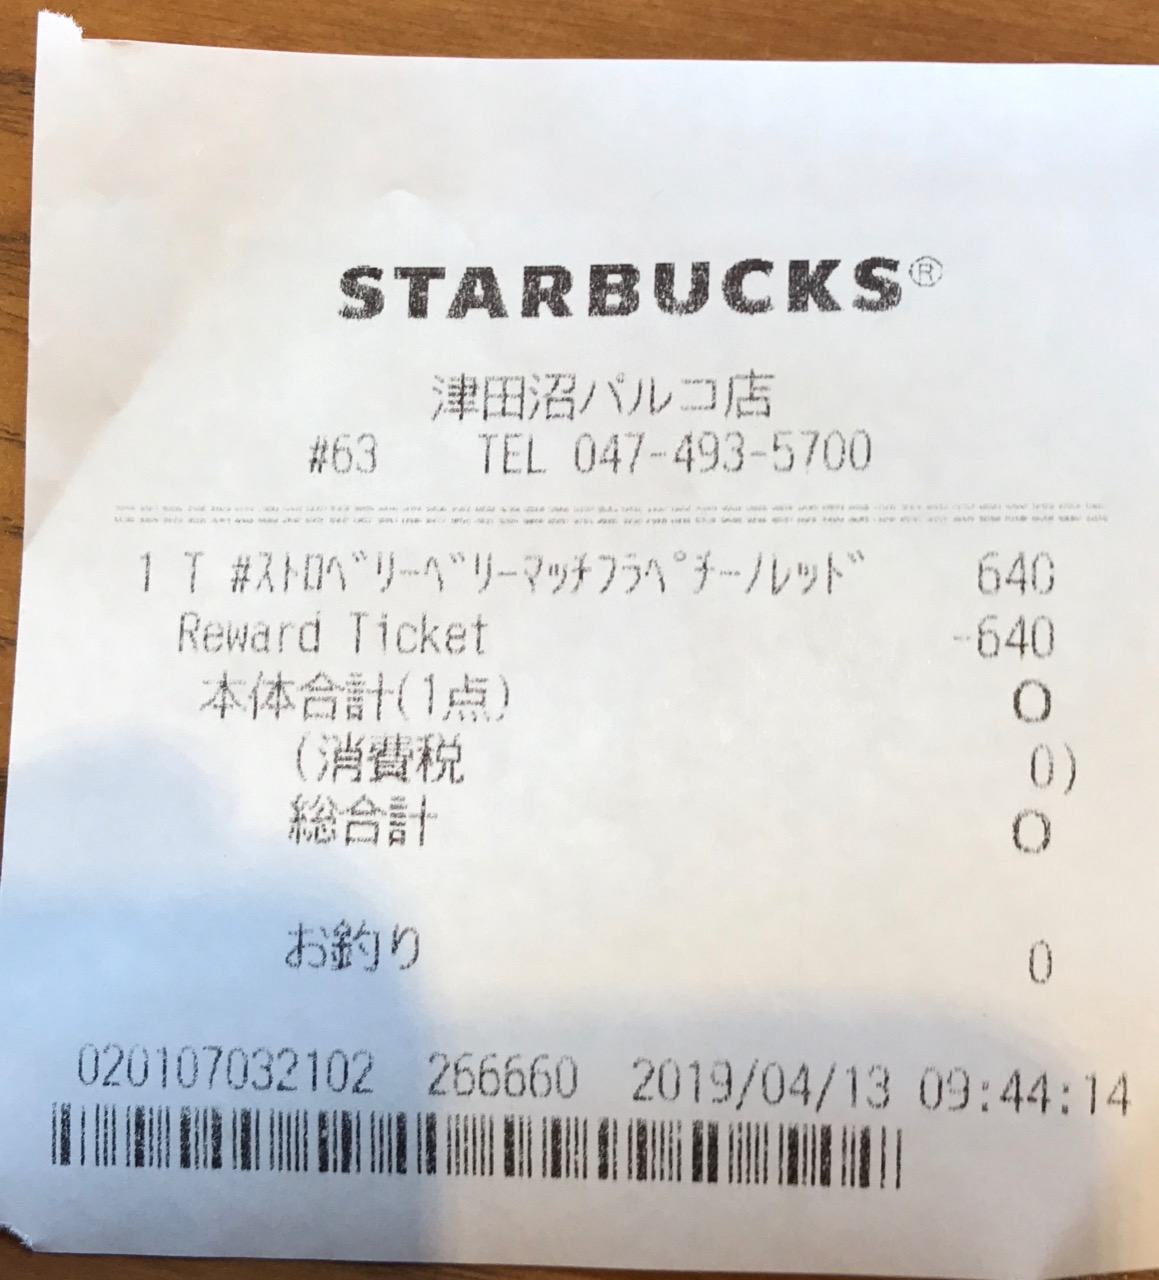 STARBUCKS®
津田沼パルコ店
#63 TEL 047-493-5700
1 T #ｽﾄﾛﾍﾞﾘｰﾍﾞﾘｰﾏｯﾁﾌﾗﾍﾟﾁｰﾉﾚｯﾄﾞ 640
Reward Ticket -640
本体合計(1点) 0
(消費税 0)
総合計 0
お釣り 0
020107032102 266660 2019/04/13 09:44:14